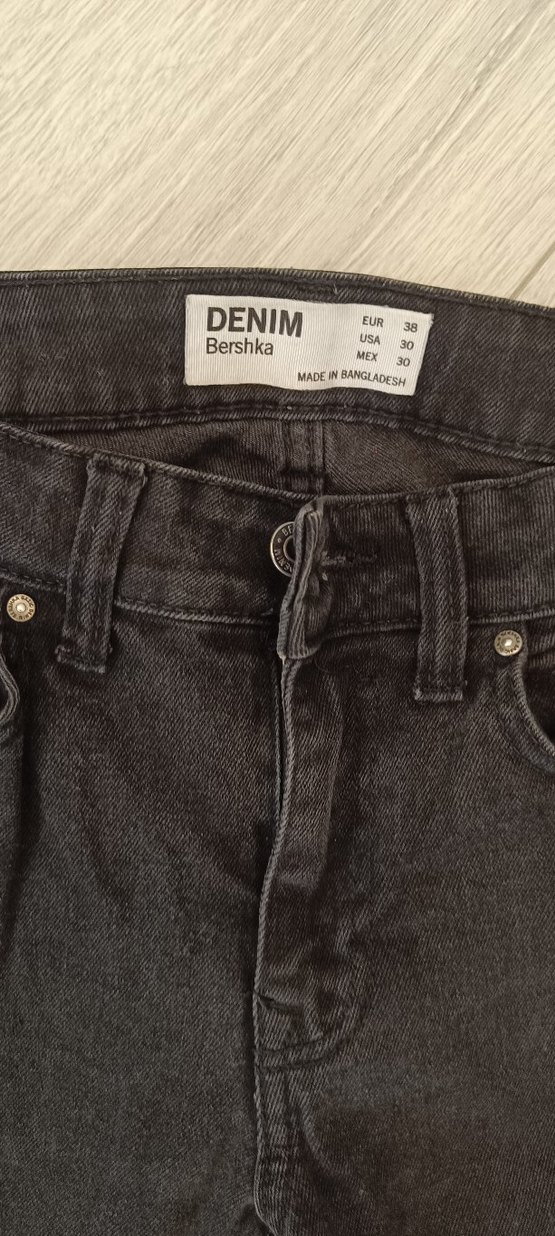 DENIM
Bershka
EUR 38
USA 30
MEX 30
MADE IN BANGLADESH